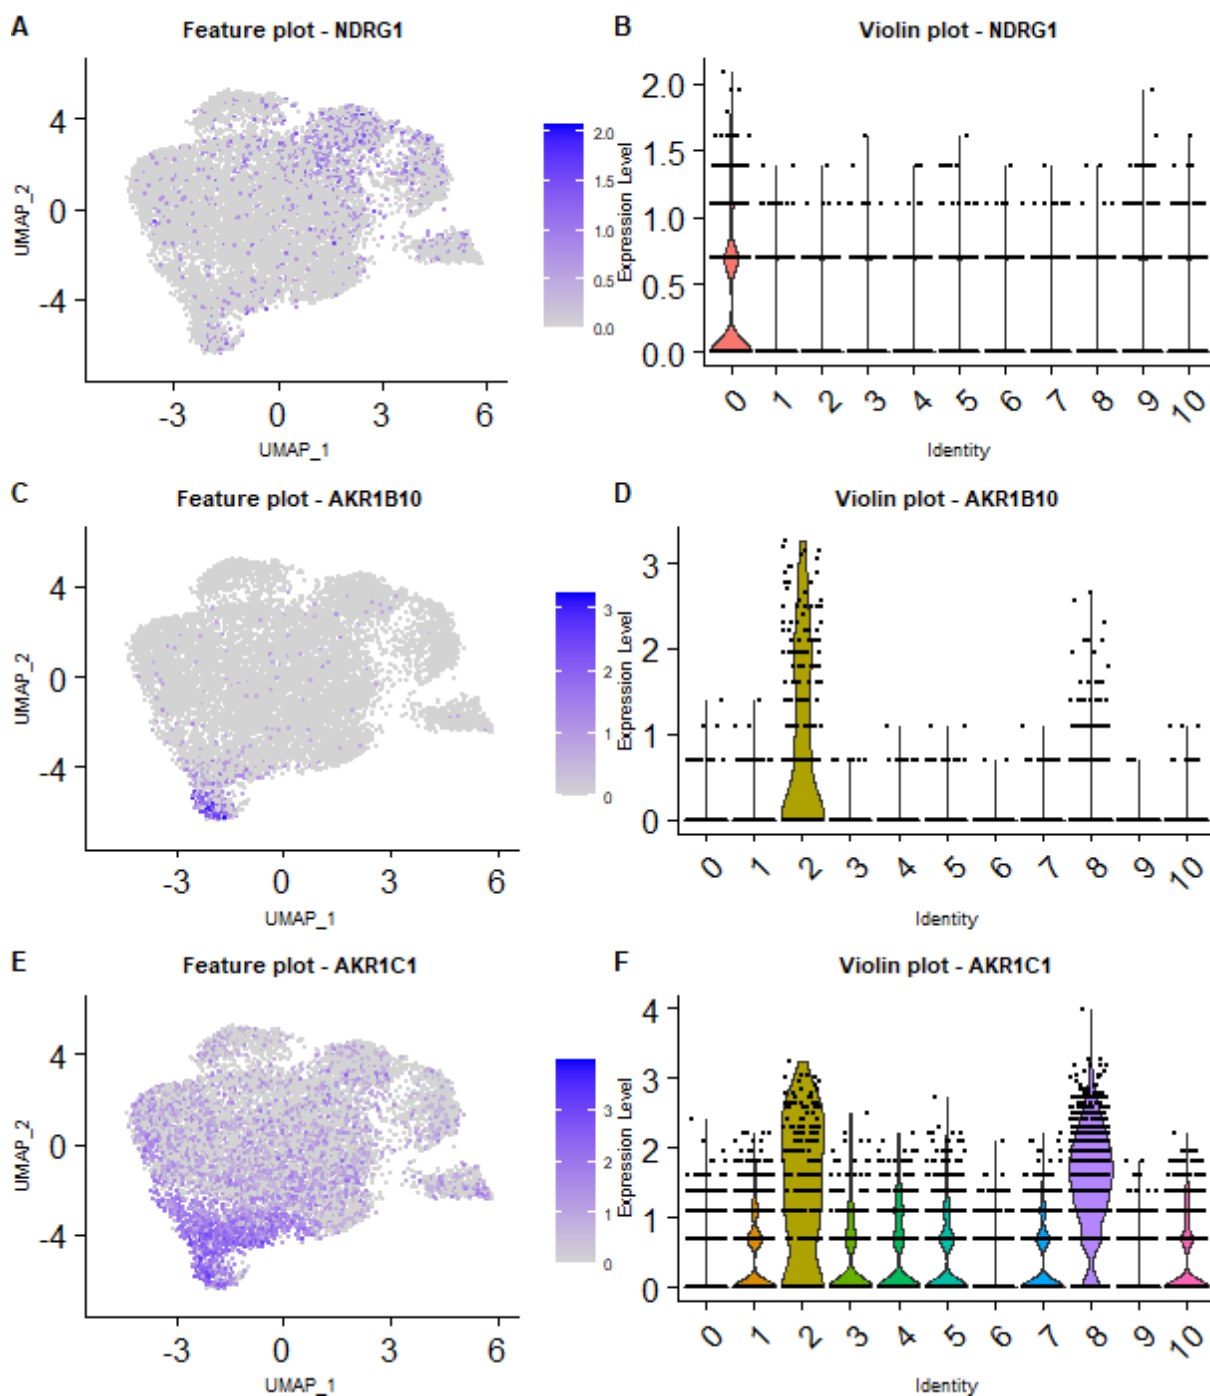 A Feature plot - NDRG1
4
0
-4
UMAP_2
-3 0 3 6
UMAP_1
2.0
1.5
1.0
0.5
0.0
Expression Level
B Violin plot - NDRG1
2.0
1.5
1.0
0.5
0.0
0 1 2 3 4 5 6 7 8 9 10
Identity
C Feature plot - AKR1B10
4
0
-4
UMAP_2
-3 0 3 6
UMAP_1
3
2
1
0
Expression Level
D Violin plot - AKR1B10
3
2
1
0
0 1 2 3 4 5 6 7 8 9 10
Identity
E Feature plot - AKR1C1
4
0
-4
UMAP_2
-3 0 3 6
UMAP_1
3
2
1
0
Expression Level
F Violin plot - AKR1C1
4
3
2
1
0
0 1 2 3 4 5 6 7 8 9 10
Identity